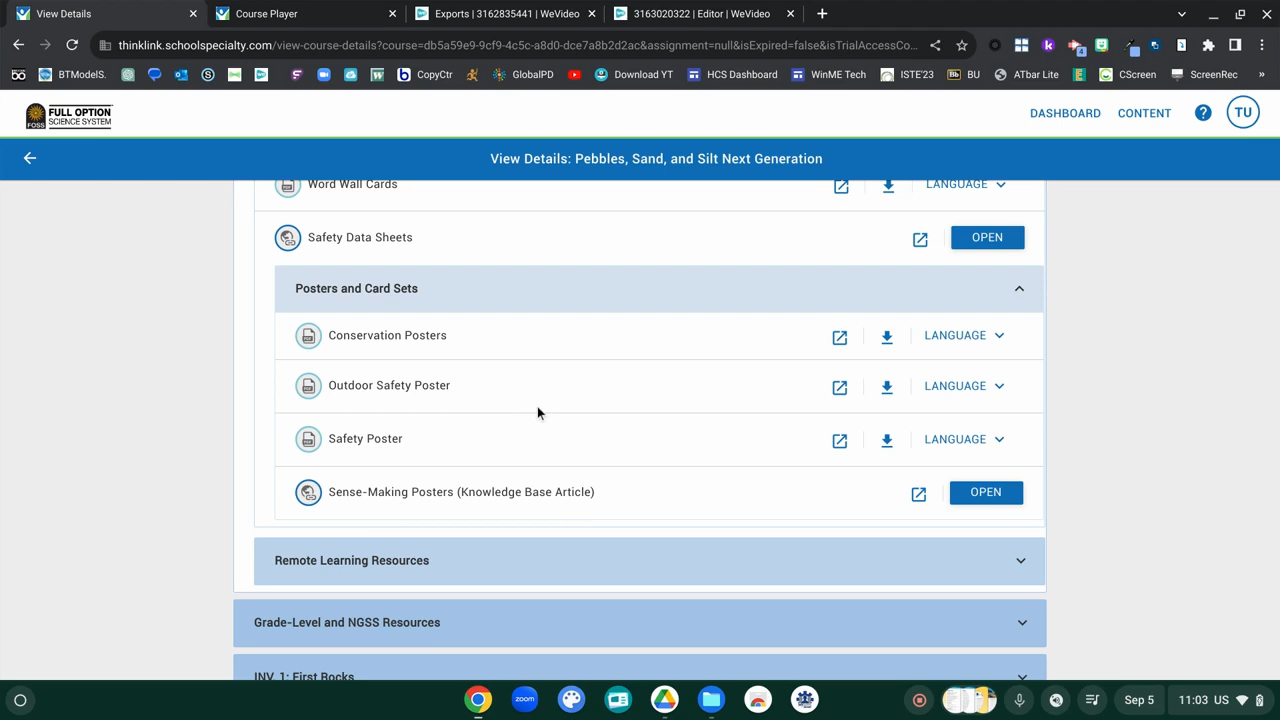 View Details
Course Player
Exports | 3162835441 | WeVideo
3163020322 | Editor | WeVideo
thinklink.schoolspecialty.com/view-course-details?course=db5a59e9-9cf9-4c5c-a8d0-dce7a8b2d2ac&assignment=null&isExpired=false&isTrialAccessCo...
BTModelS.
CopyCtr
GlobalPD
Download YT
HCS Dashboard
WinME Tech
ISTE'23
BU
ATbar Lite
CScreen
ScreenRec
»
FOSS
FULL OPTION
SCIENCE SYSTEM
DASHBOARD
CONTENT
?
TU
View Details: Pebbles, Sand, and Silt Next Generation
Word Wall Cards
LANGUAGE
Safety Data Sheets
OPEN
Posters and Card Sets
Conservation Posters
LANGUAGE
Outdoor Safety Poster
LANGUAGE
Safety Poster
LANGUAGE
Sense-Making Posters (Knowledge Base Article)
OPEN
Remote Learning Resources
Grade-Level and NGSS Resources
INV. 1: First Rocks
zoom
Sep 5
11:03 US